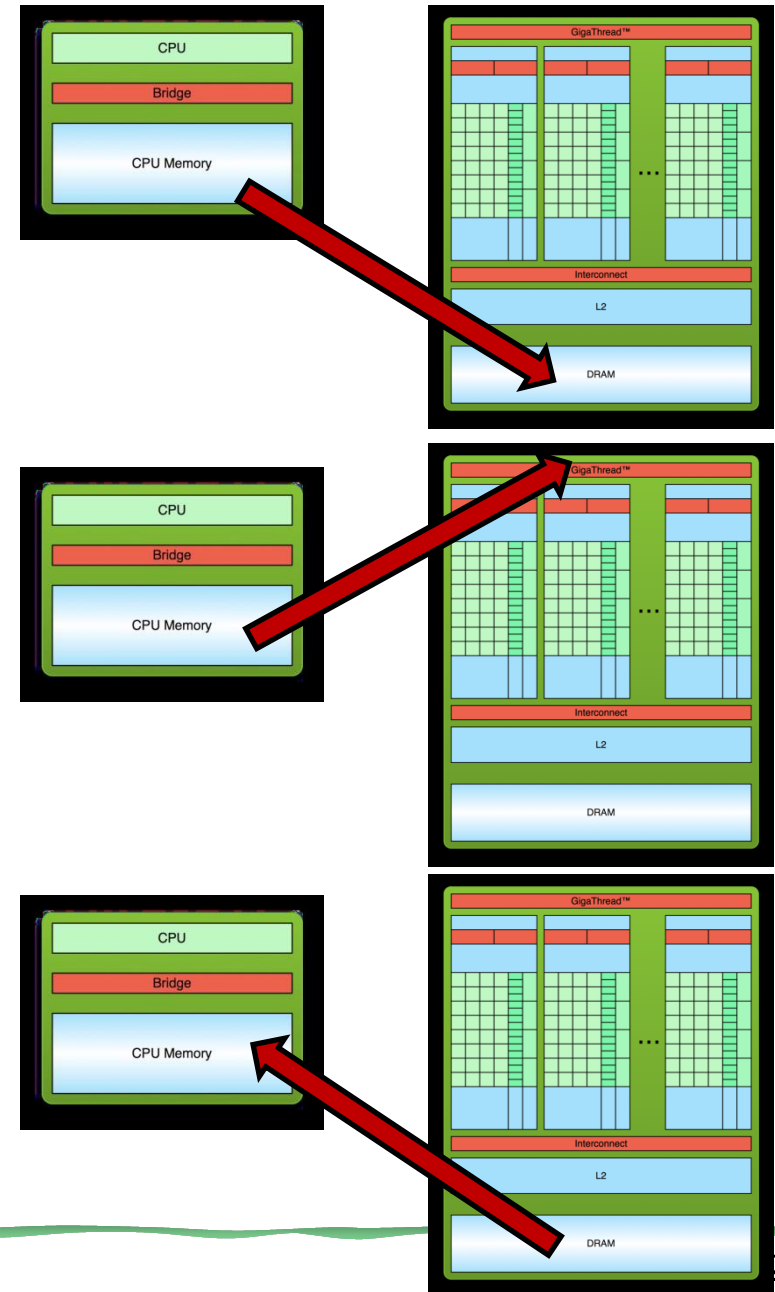 CPU
Bridge
CPU Memory
GigaThread™
...
Interconnect
L2
DRAM
CPU
Bridge
CPU Memory
GigaThread™
...
Interconnect
L2
DRAM
CPU
Bridge
CPU Memory
GigaThread™
...
Interconnect
L2
DRAM